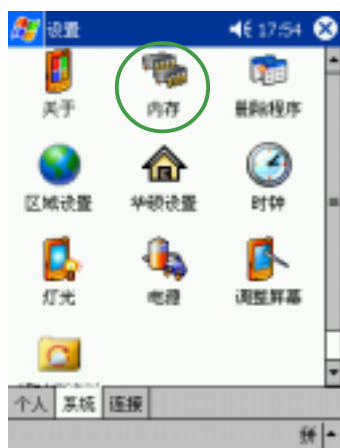 设置 17:54
关于 内存 删除程序
区域设置 华硕设置 时钟
灯光 电源 调整屏幕
个人 系统 连接
拼